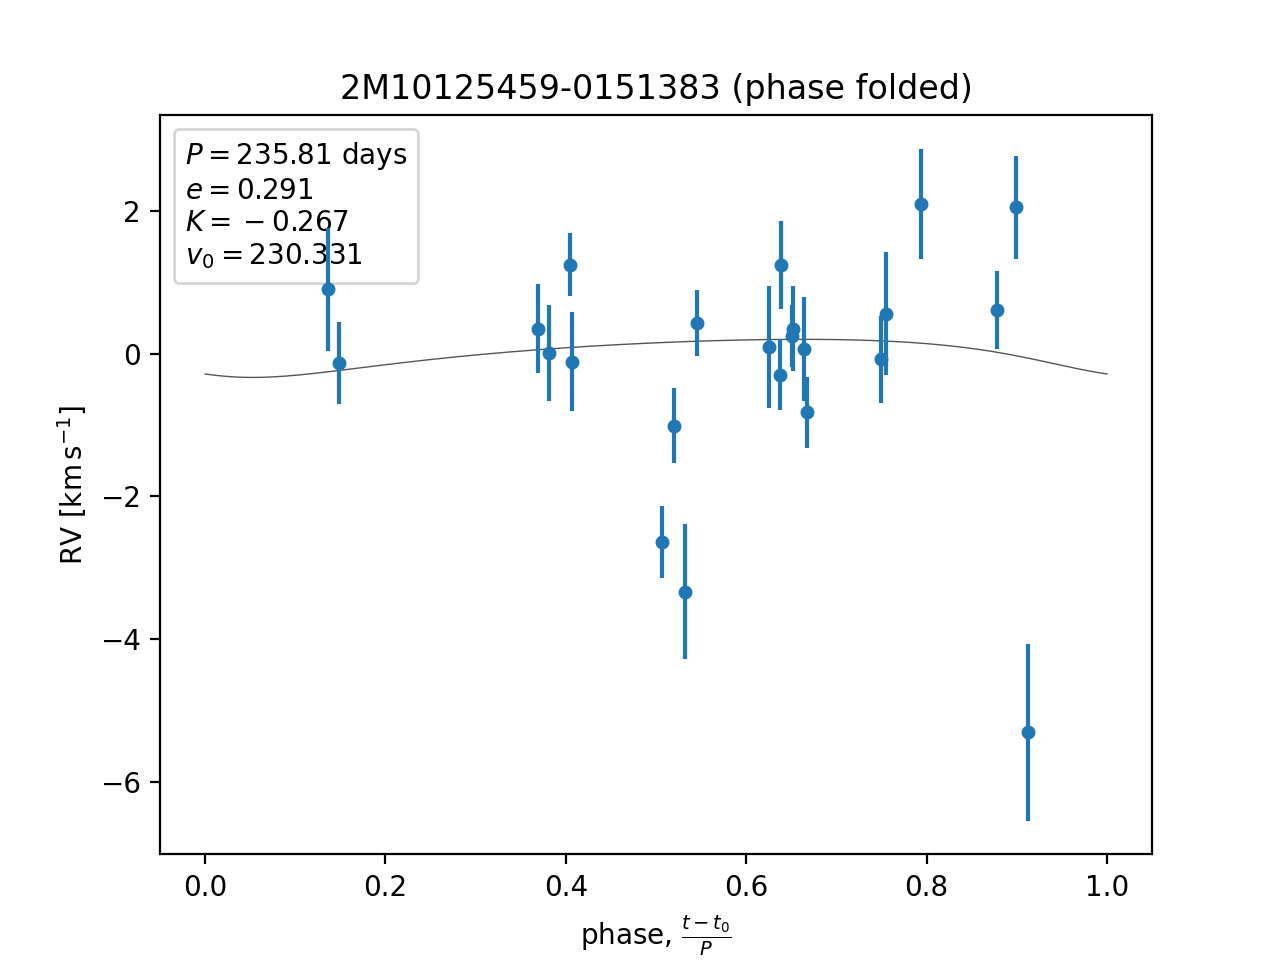 2M10125459-0151383 (phase folded)
P = 235.81 days
e = 0.291
K = −0.267
v₀ = 230.331
2
0
−2
−4
−6
RV [km s⁻¹]
0.0 0.2 0.4 0.6 0.8 1.0
phase, (t − t₀)/P